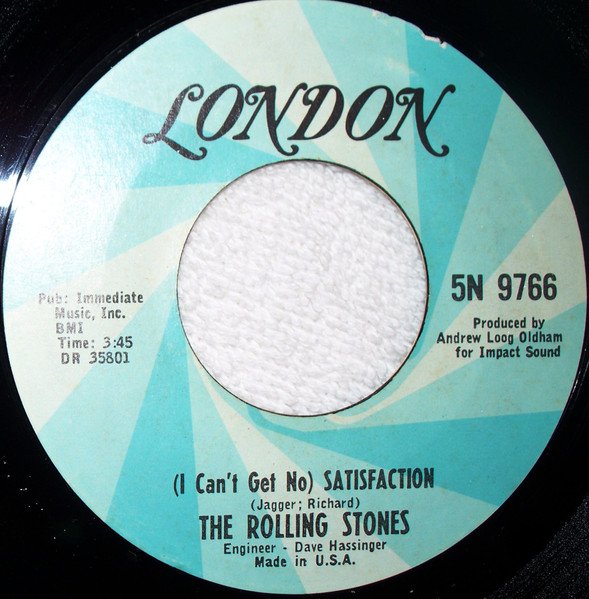 LONDON
Pub: Immediate
Music, Inc.
BMI
Time: 3:45
DR 35801
5N 9766
Produced by
Andrew Loog Oldham
for Impact Sound
(I Can't Get No) SATISFACTION
(Jagger; Richard)
THE ROLLING STONES
Engineer - Dave Hassinger
Made in U.S.A.